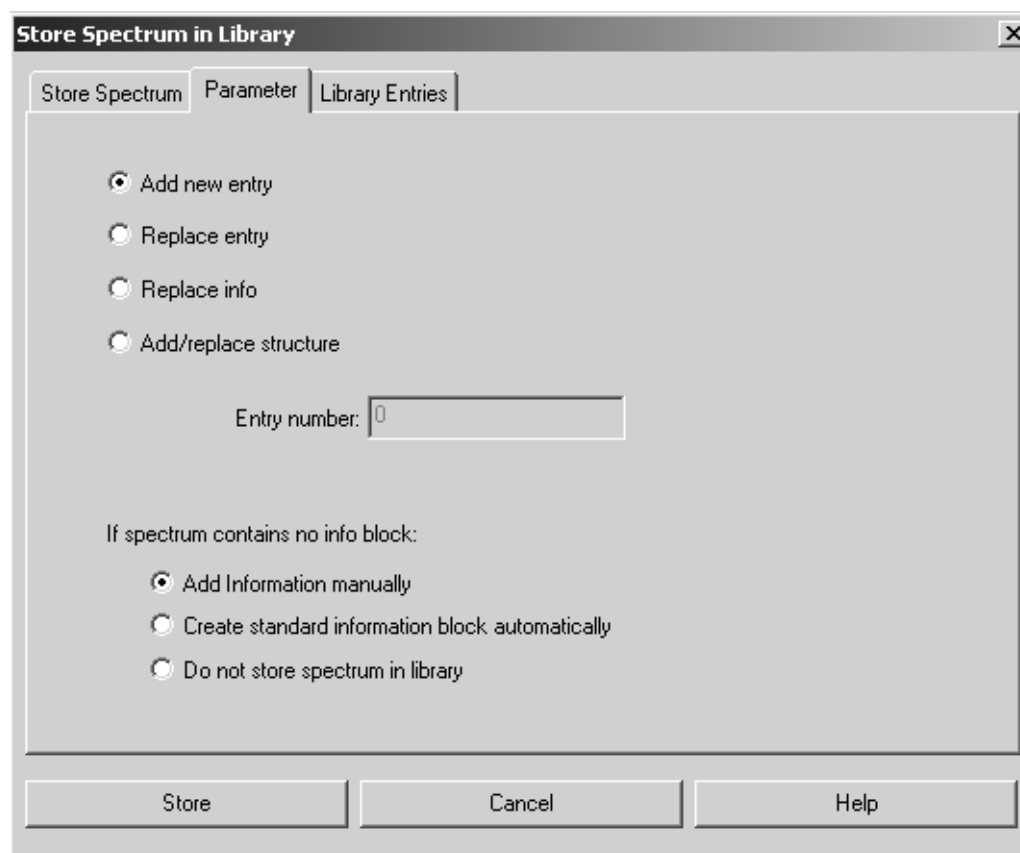 Store Spectrum in Library
Store Spectrum Parameter Library Entries
Add new entry
Replace entry
Replace info
Add/replace structure
Entry number: 0
If spectrum contains no info block:
Add Information manually
Create standard information block automatically
Do not store spectrum in library
Store Cancel Help